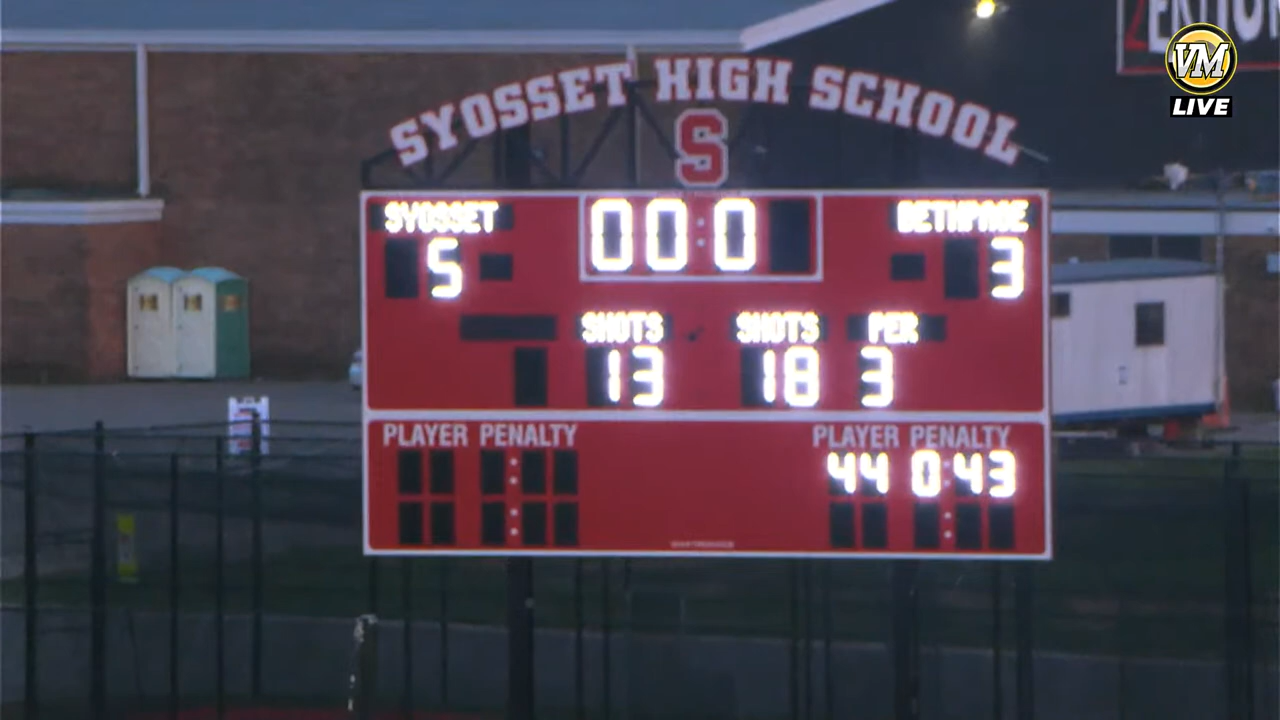 VM
LIVE
SYOSSET HIGH SCHOOL
S
SYOSSET 00:0 BETHPAGE
5 3
SHOTS SHOTS PER
13 18 3
PLAYER PENALTY PLAYER PENALTY
44 0:43